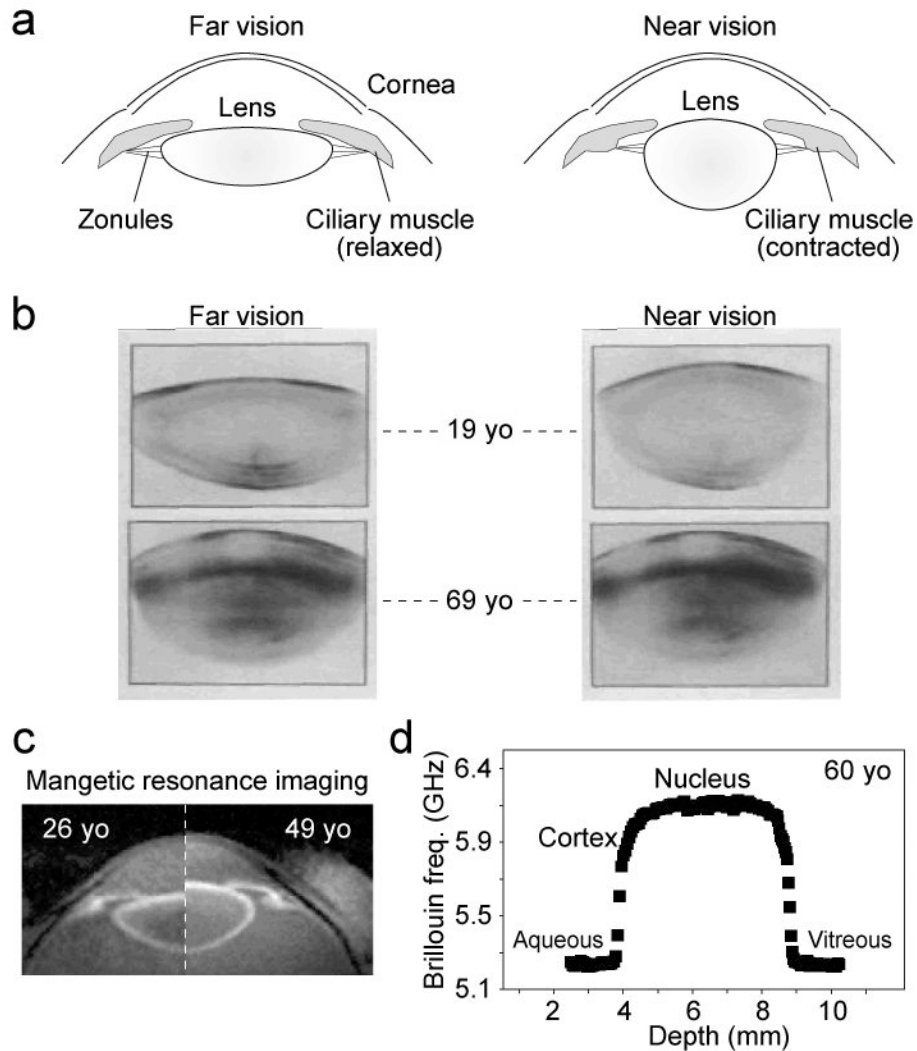 a
Far vision
Near vision
Cornea
Lens
Lens
Zonules
Ciliary muscle
(relaxed)
Ciliary muscle
(contracted)
b
Far vision
Near vision
19 yo
69 yo
c
Mangetic resonance imaging
26 yo
49 yo
d
Brillouin freq. (GHz)
6.4
5.9
5.5
5.1
60 yo
Nucleus
Cortex
Aqueous
Vitreous
2 4 6 8 10
Depth (mm)